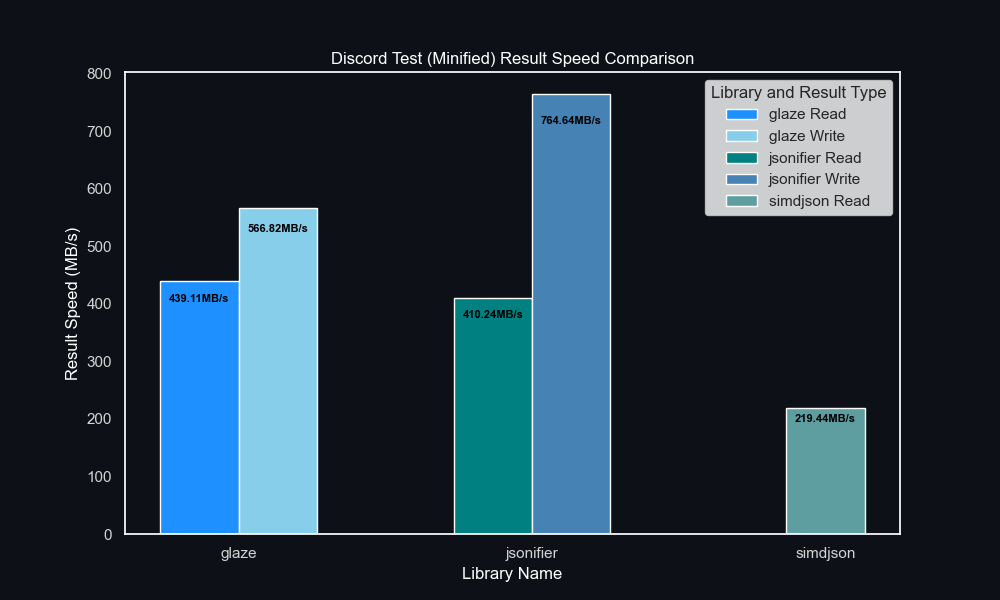 Discord Test (Minified) Result Speed Comparison
Result Speed (MB/s)
800
700
600
500
400
300
200
100
0
439.11MB/s
566.82MB/s
410.24MB/s
764.64MB/s
219.44MB/s
Library and Result Type
glaze Read
glaze Write
jsonifier Read
jsonifier Write
simdjson Read
glaze
jsonifier
simdjson
Library Name